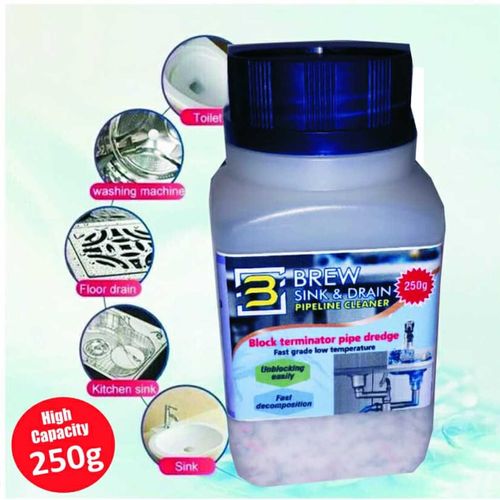 Toilet
washing machine
Floor drain
Kitchen sink
Sink
High
Capacity
250g
B
BREW
SINK & DRAIN
PIPELINE CLEANER
250g
Block terminator pipe dredge
Fast grade low temperature
Unblocking
easily
Fast
decomposition